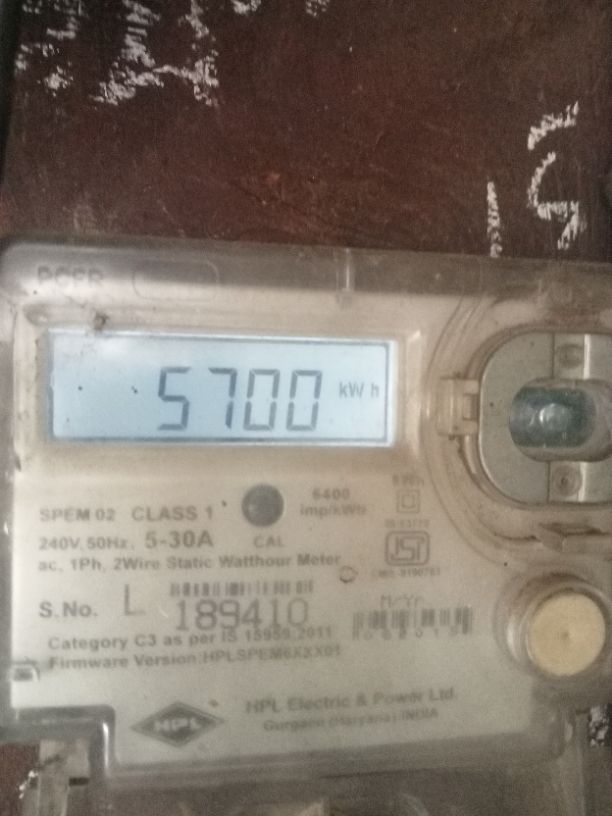 5700 kWh
SPEM 02 CLASS 1
6400
imp/kWh
240V, 50Hz, 5-30A
CAL
ac, 1Ph, 2Wire Static Watthour Meter
S.No. L 189410
M/Yr
Category C3 as per IS 15959:2011
Firmware Version:HPLSPEM6XXX01
HPL
HPL Electric & Power Ltd.
Gurgaon (Haryana) INDIA